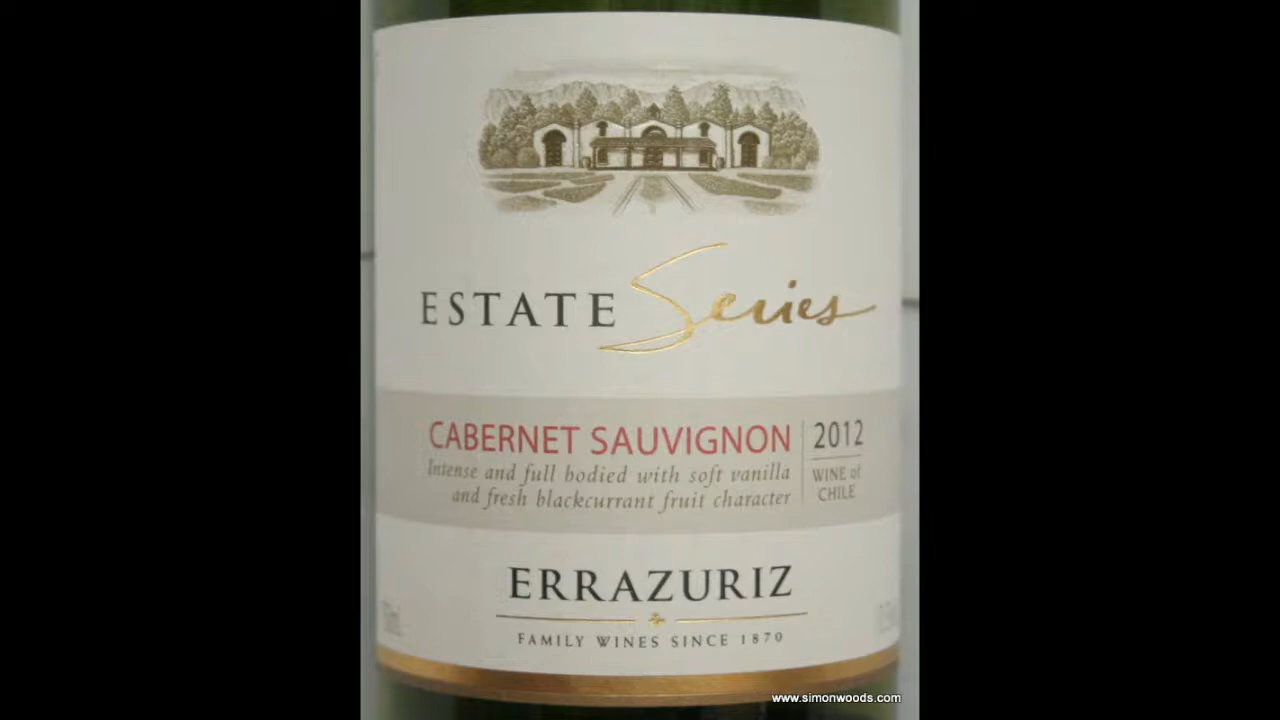 ESTATE Series
CABERNET SAUVIGNON
Intense and full bodied with soft vanilla
and fresh blackcurrant fruit character
2012
WINE of
CHILE
ERRAZURIZ
FAMILY WINES SINCE 1870
www.simonwoods.com